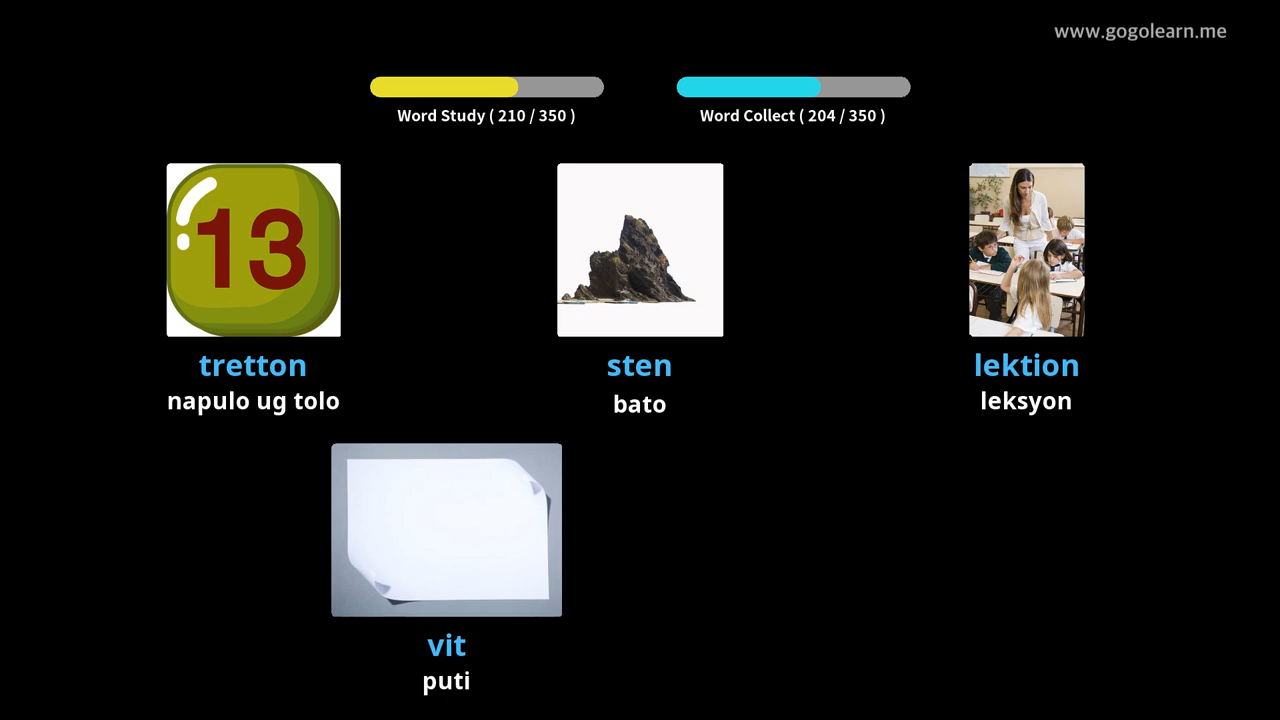 www.gogolearn.me
Word Study ( 210 / 350 )
Word Collect ( 204 / 350 )
13
tretton
napulo ug tolo
sten
bato
lektion
leksyon
vit
puti